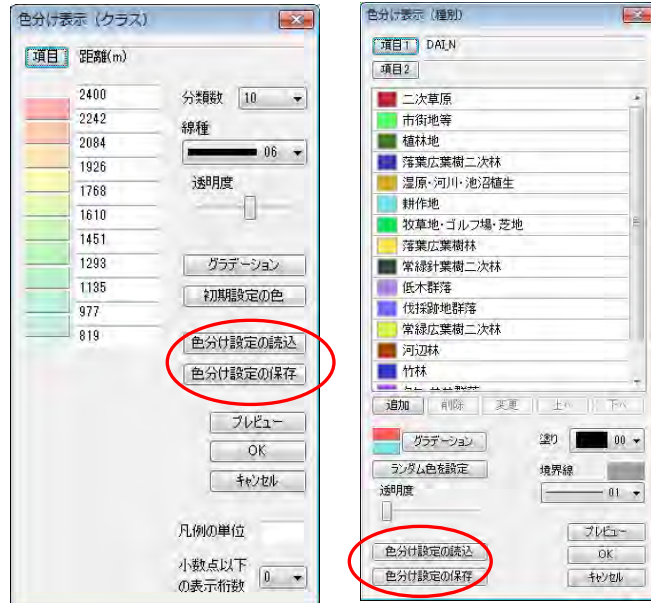 色分け表示 (クラス)
項目 距離(m)
2400
2242
2084
1926
1768
1610
1451
1293
1135
977
819
分類数 10
線種
06
透明度
グラデーション
初期設定の色
色分け設定の読込
色分け設定の保存
プレビュー
OK
キャンセル
凡例の単位
小数点以下
の表示桁数 0
色分け表示 (種別)
項目1 DAI_N
項目2
二次草原
市街地等
植林地
落葉広葉樹二次林
湿原・河川・池沼植生
耕作地
牧草地・ゴルフ場・芝地
落葉広葉樹林
常緑針葉樹二次林
低木群落
伐採跡地群落
常緑広葉樹二次林
河辺林
竹林
追加 削除 変更 上へ 下へ
グラデーション 塗り 00
ランダム色を設定 境界線
透明度 01
プレビュー
色分け設定の読込 OK
色分け設定の保存 キャンセル